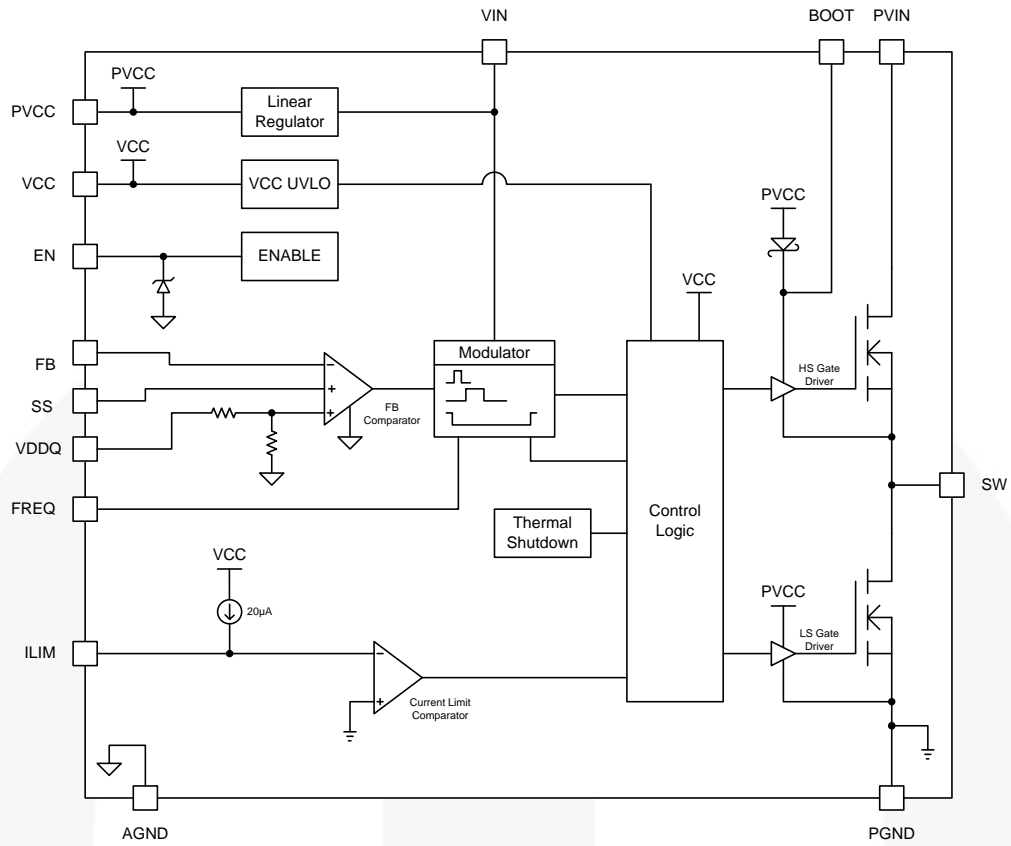 VIN
BOOT
PVIN
PVCC
PVCC
Linear
Regulator
VCC
VCC
VCC UVLO
PVCC
EN
ENABLE
VCC
FB
Modulator
HS Gate
Driver
SS
FB
Comparator
VDDQ
SW
FREQ
Thermal
Shutdown
Control
Logic
VCC
20µA
PVCC
LS Gate
Driver
ILIM
Current Limit
Comparator
AGND
PGND